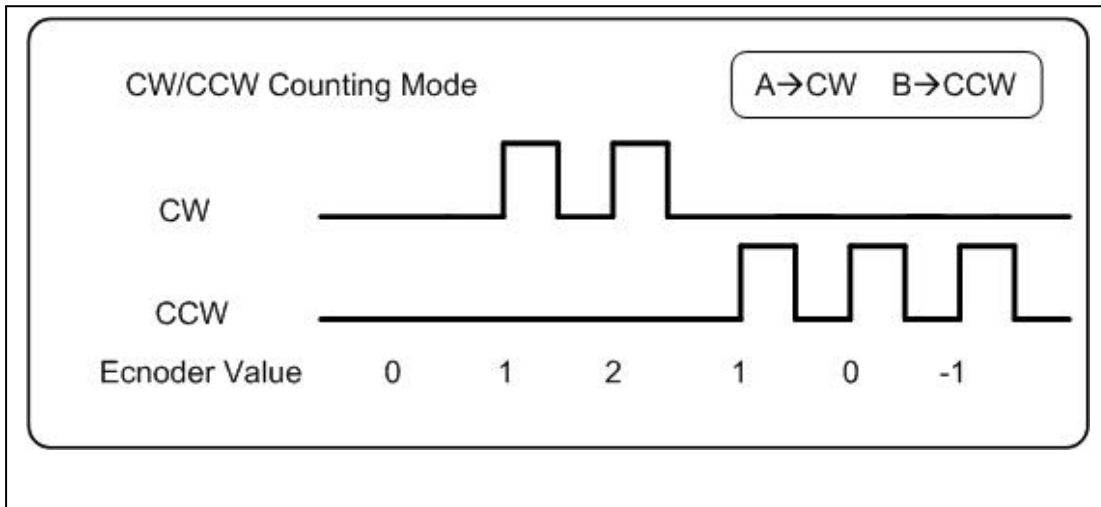 CW/CCW Counting Mode
A→CW B→CCW
CW
CCW
Ecnoder Value 0 1 2 1 0 -1